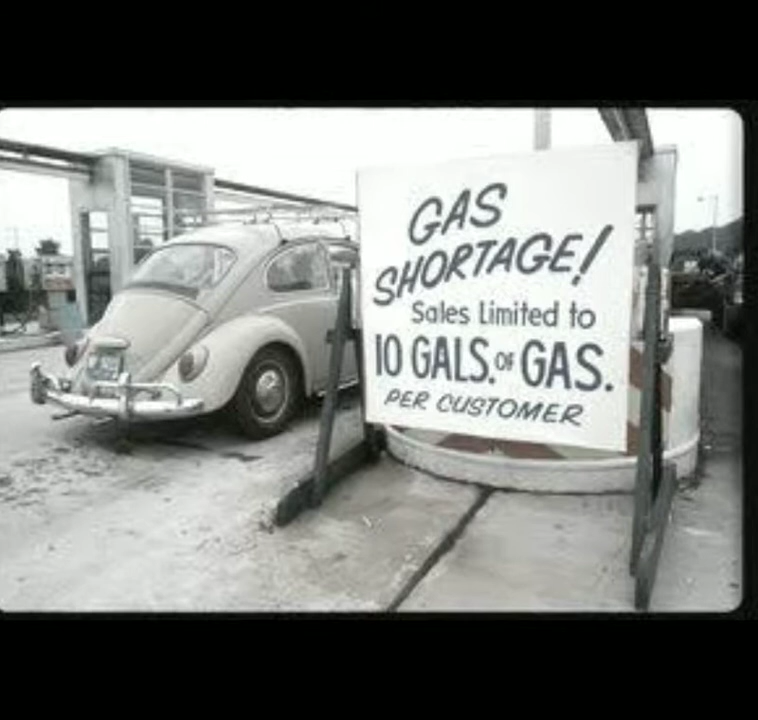 GAS
SHORTAGE!
Sales Limited to
10 GALS. OF GAS.
PER CUSTOMER